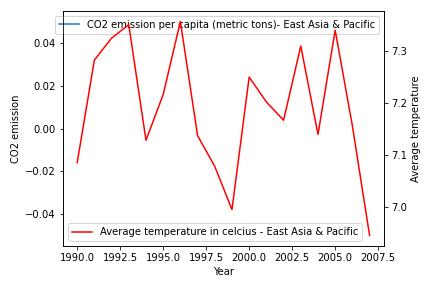 CO2 emission per capita (metric tons)- East Asia & Pacific
0.04
0.02
0.00
−0.02
−0.04
CO2 emission
7.3
7.2
7.1
7.0
Average temperature
Average temperature in celcius - East Asia & Pacific
1990.0 1992.5 1995.0 1997.5 2000.0 2002.5 2005.0 2007.5
Year